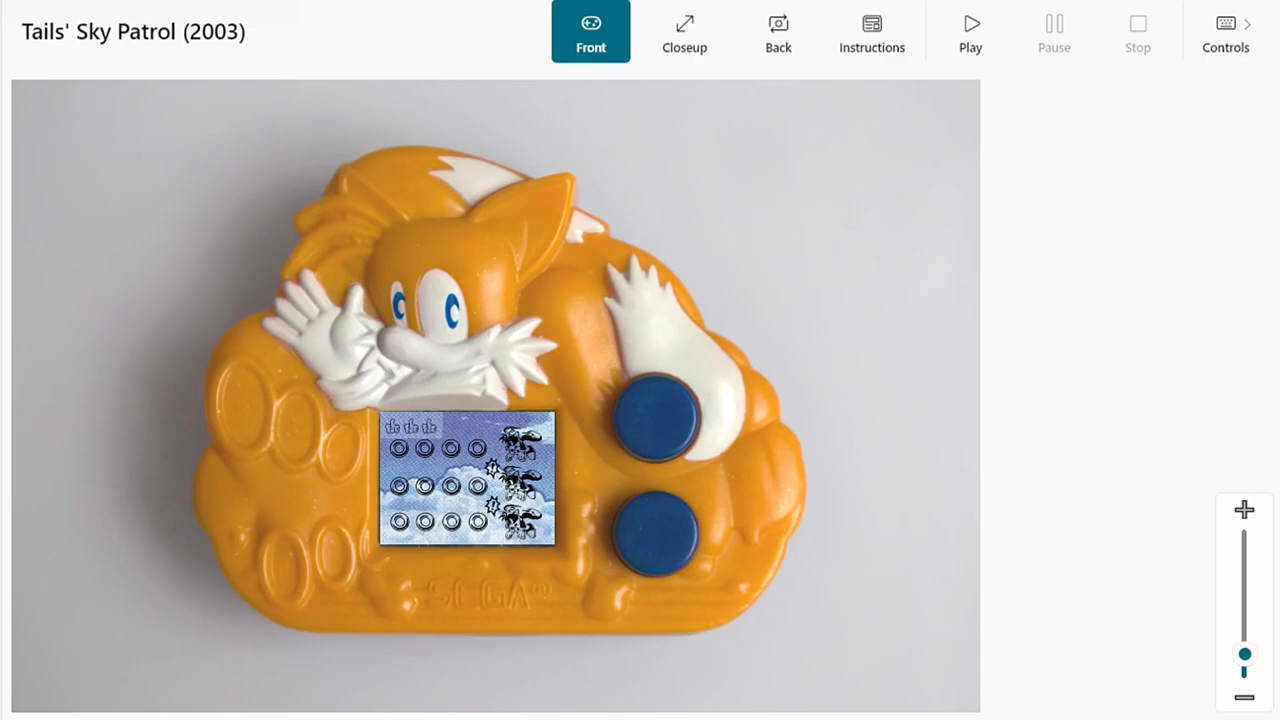 Tails' Sky Patrol (2003)
Front
Closeup
Back
Instructions
Play
Pause
Stop
Controls
SEGA®